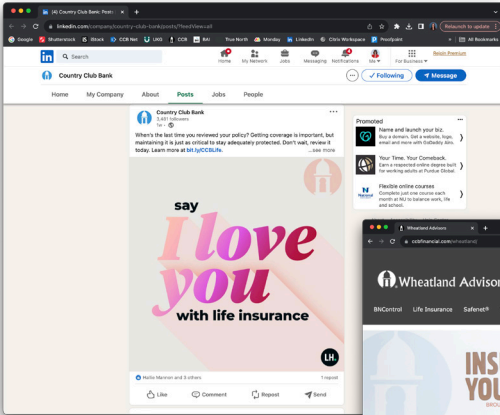 (4) Country Club Bank: Posts
linkedin.com/company/country-club-bank/posts/?feedView=all
Relaunch to update
Google
Shutterstock
iStock
CCB Net
UKG
CCB
BAI
True North
Monday
LinkedIn
Citrix Workspace
Proofpoint
All Bookmarks
in
Search
Home
My Network
Jobs
Messaging
Notifications
Me
For Business
Country Club Bank
Following
Message
Home
My Company
About
Posts
Jobs
People
Country Club Bank
3,481 followers
1w
When's the last time you reviewed your policy? Getting coverage is important, but
maintaining it is just as critical to stay adequately protected. Don't wait, review it
today. Learn more at bit.ly/CCBLife.
...see more
say
I love
you
with life insurance
LH
and 3 others
1 repost
Like
Comment
Repost
Send
Promoted
Name and launch your biz.
Buy a domain. Get a website, logo,
email and more with GoDaddy Airo.
Your Time. Your Comeback.
Earn a respected online degree built
for working adults at Purdue Global.
Flexible online courses
Complete just one course each
month at NU to balance work, life
and school.
Wheatland Advisors
ccbfinancial.com/wheatland/
Wheatland Advisor
BNControl
Life Insurance
Safenet®
INS
YOU
BRO